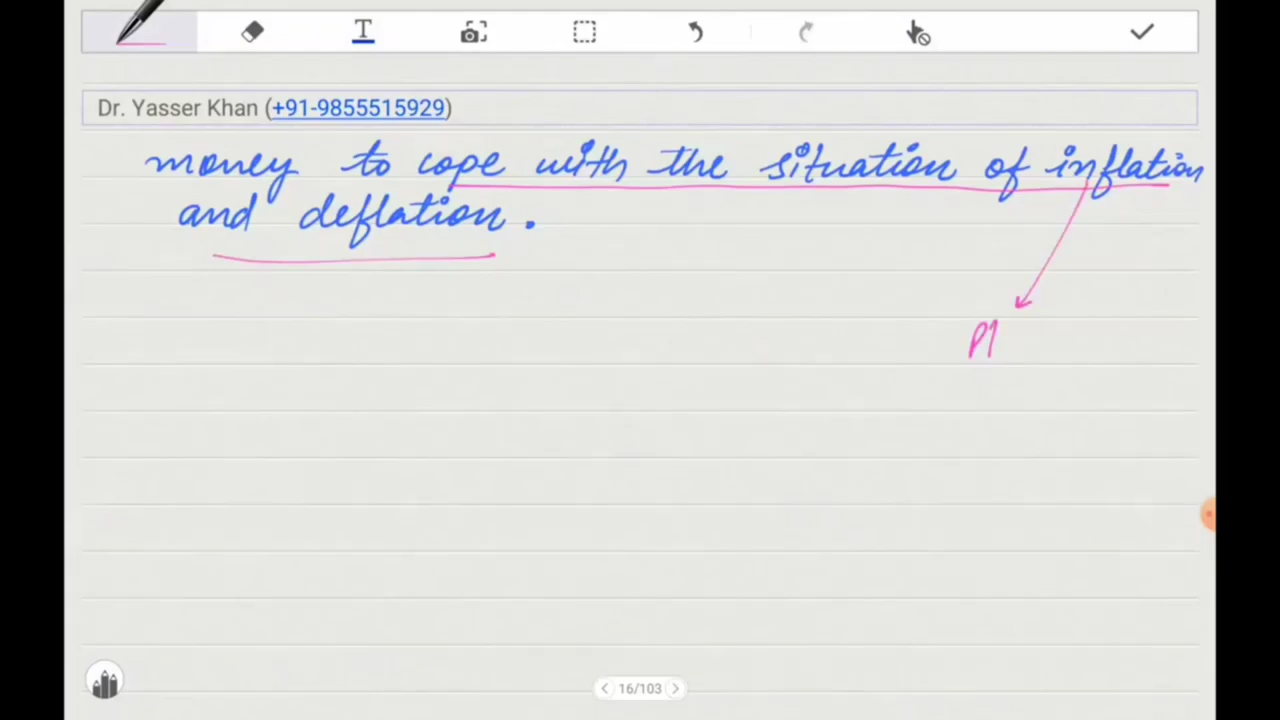 T
Dr. Yasser Khan (+91-9855515929)
money to cope with the situation of inflation
and deflation.
16/103